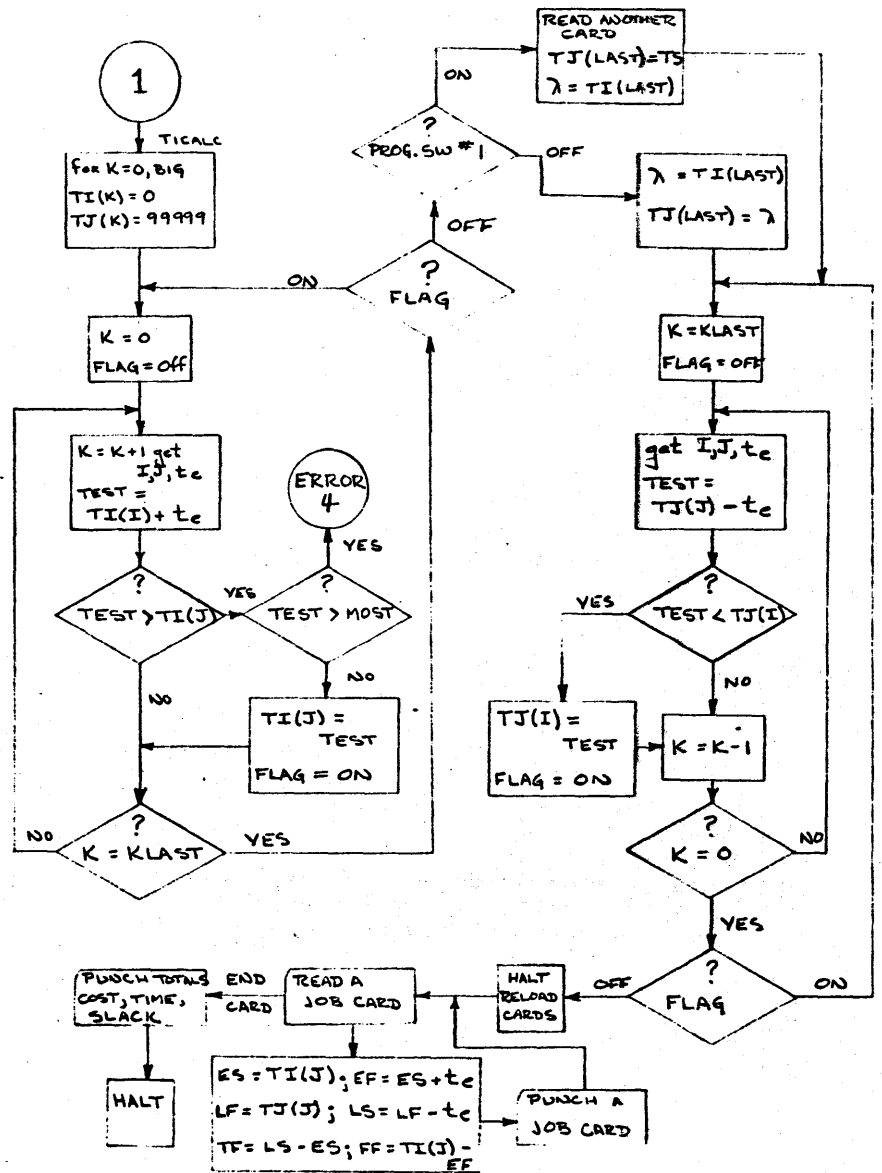 1
TICALC
for K=0, BIG
TI(K) = 0
TJ(K) = 99999
K = 0
FLAG = Off
K = K+1 get
I, J, te
TEST =
TI(I) + te
?
TEST > TI(J)
YES
NO
?
TEST > MOST
YES
ERROR
4
NO
TI(J) =
TEST
FLAG = ON
?
K = KLAST
NO
YES
?
FLAG
ON
OFF
?
PROG. SW #1
ON
OFF
READ ANOTHER
CARD
TJ(LAST)=TS
λ = TI(LAST)
λ = TI(LAST)
TJ(LAST) = λ
K = KLAST
FLAG = OFF
get I, J, te
TEST =
TJ(J) - te
?
TEST < TJ(I)
YES
NO
TJ(I) =
TEST
FLAG = ON
K = K-1
?
K = 0
NO
YES
?
FLAG
ON
OFF
HALT
RELOAD
CARDS
READ A
JOB CARD
END
CARD
PUNCH TOTALS
COST, TIME,
SLACK
HALT
ES = TI(J); EF = ES + te
LF = TJ(J); LS = LF - te
TF = LS - ES; FF = TI(J) -
EF
PUNCH A
JOB CARD